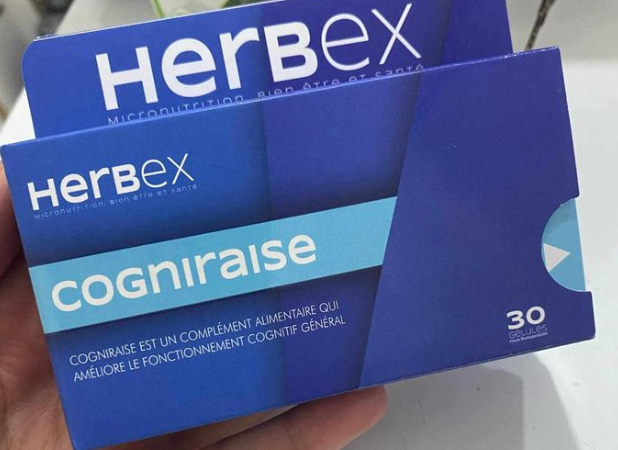 HerBex
Micronutrition, Bien être et santé
HerBex
Micronutrition, Bien être et santé
COGNIraise
COGNIRAISE EST UN COMPLÉMENT ALIMENTAIRE QUI
AMÉLIORE LE FONCTIONNEMENT COGNITIF GÉNÉRAL
30
GéLULES